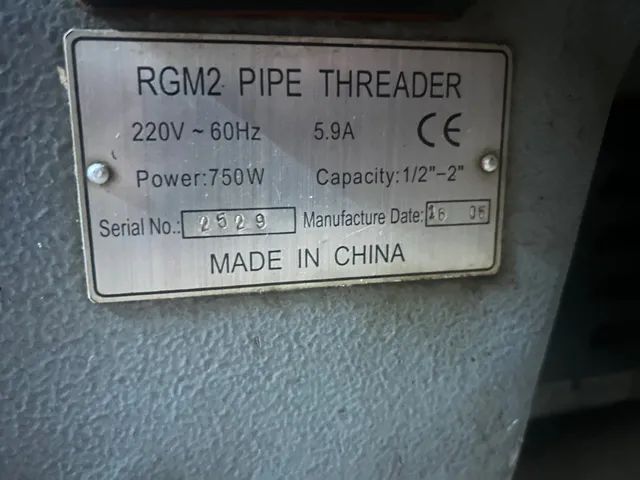 RGM2 PIPE THREADER
220V ~ 60Hz 5.9A CE
Power:750W Capacity:1/2"-2"
Serial No.: 2529 Manufacture Date: 16 06
MADE IN CHINA